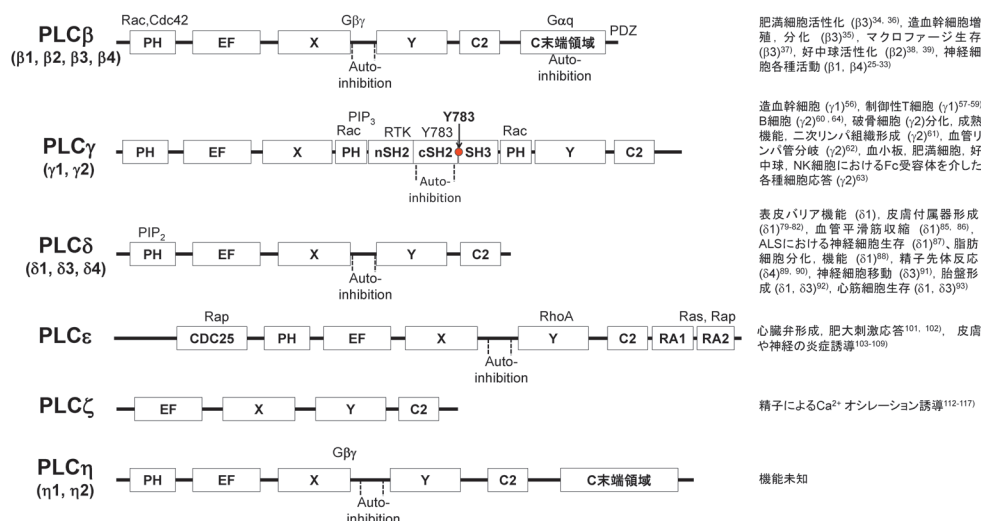 Rac,Cdc42
Gβγ
Gαq
PDZ
PLCβ
(β1, β2, β3, β4)
PH EF X Y C2 C末端領域
Auto-
inhibition
Auto-
inhibition
肥満細胞活性化 (β3)34, 36), 造血幹細胞増
殖, 分化 (β3)35), マクロファージ生存
(β3)37), 好中球活性化 (β2)38, 39), 神経細
胞各種活動 (β1, β4)25-33)
PIP3
Rac RTK Y783 Y783 Rac
PLCγ
(γ1, γ2)
PH EF X PH nSH2 cSH2 SH3 PH Y C2
Auto-
inhibition
造血幹細胞 (γ1)56), 制御性T細胞 (γ1)57-59)
B細胞 (γ2)60, 64), 破骨細胞 (γ2)分化, 成熟
機能, 二次リンパ組織形成 (γ2)61), 血管リ
ンパ管分岐 (γ2)62), 血小板, 肥満細胞, 好
中球, NK細胞におけるFc受容体を介した
各種細胞応答 (γ2)63)
PIP2
PLCδ
(δ1, δ3, δ4)
PH EF X Y C2
Auto-
inhibition
表皮バリア機能 (δ1), 皮膚付属器形成
(δ1)79-82), 血管平滑筋収縮 (δ1)85, 86),
ALSにおける神経細胞生存 (δ1)87)、脂肪
細胞分化, 機能 (δ1)88), 精子先体反応
(δ4)89, 90), 神経細胞移動 (δ3)91), 胎盤形
成 (δ1, δ3)92), 心筋細胞生存 (δ1, δ3)93)
Rap RhoA Ras, Rap
PLCε
CDC25 PH EF X Y C2 RA1 RA2
Auto-
inhibition
心臓弁形成, 肥大刺激応答101, 102), 皮膚
や神経の炎症誘導103-109)
PLCζ
EF X Y C2
精子によるCa2+ オシレーション誘導112-117)
Gβγ
PLCη
(η1, η2)
PH EF X Y C2 C末端領域
Auto-
inhibition
機能未知